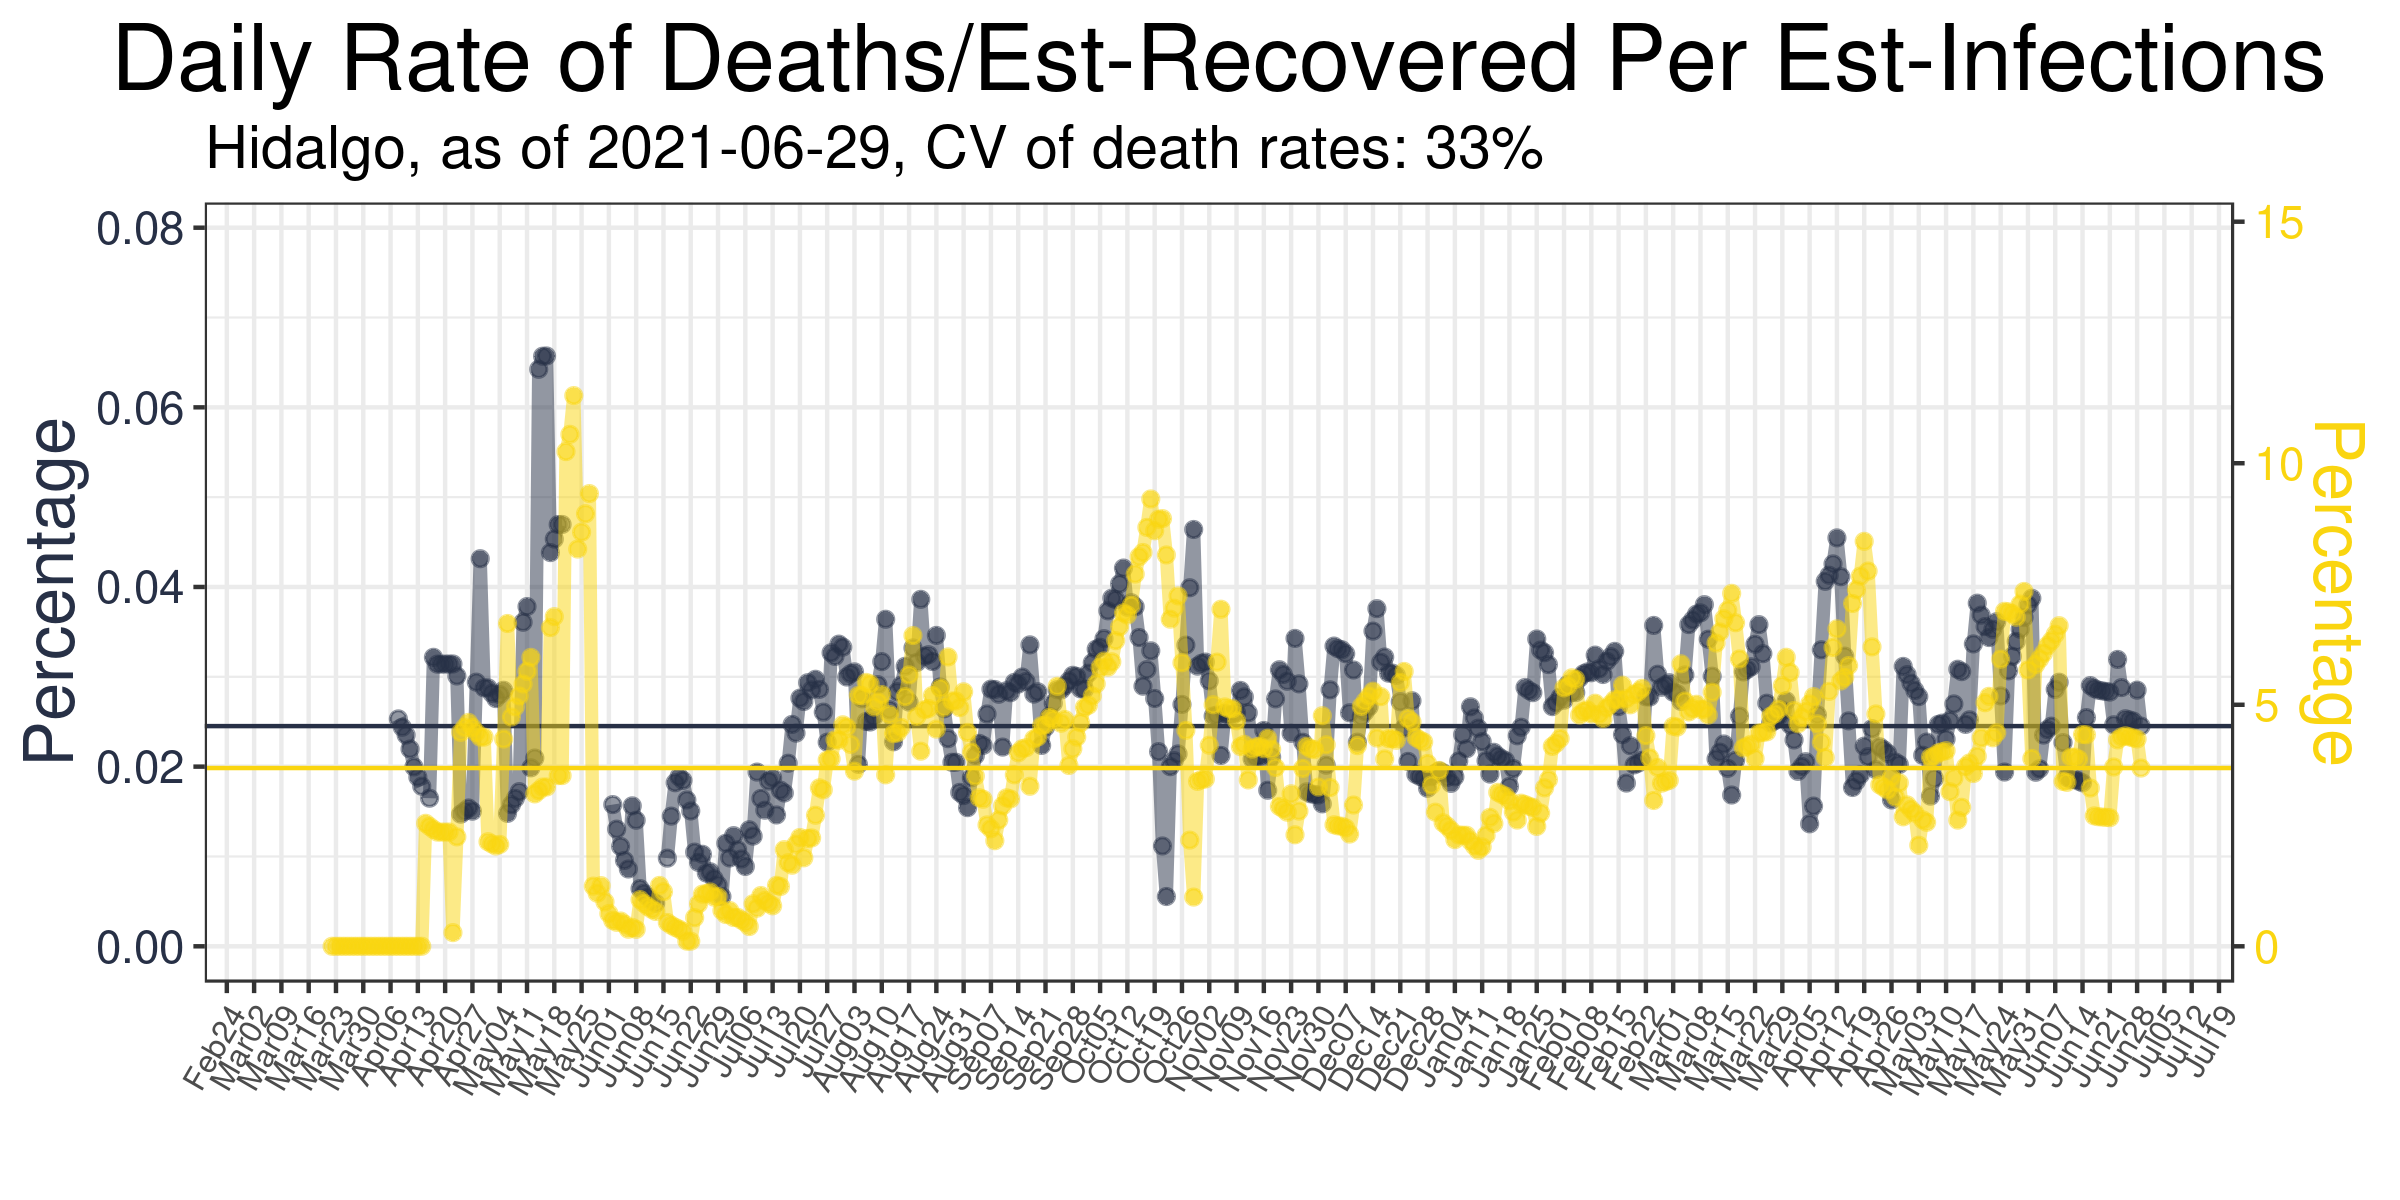 Daily Rate of Deaths/Est-Recovered Per Est-Infections
Hidalgo, as of 2021-06-29, CV of death rates: 33%
Percentage
0.08
0.06
0.04
0.02
0.00
15
10
5
0
Percentage
Feb24
Mar02
Mar09
Mar16
Mar23
Mar30
Apr06
Apr13
Apr20
Apr27
May04
May11
May18
May25
Jun01
Jun08
Jun15
Jun22
Jun29
Jul06
Jul13
Jul20
Jul27
Aug03
Aug10
Aug17
Aug24
Aug31
Sep07
Sep14
Sep21
Sep28
Oct05
Oct12
Oct19
Oct26
Nov02
Nov09
Nov16
Nov23
Nov30
Dec07
Dec14
Dec21
Dec28
Jan04
Jan11
Jan18
Jan25
Feb01
Feb08
Feb15
Feb22
Mar01
Mar08
Mar15
Mar22
Mar29
Apr05
Apr12
Apr19
Apr26
May03
May10
May17
May24
May31
Jun07
Jun14
Jun21
Jun28
Jul05
Jul12
Jul19